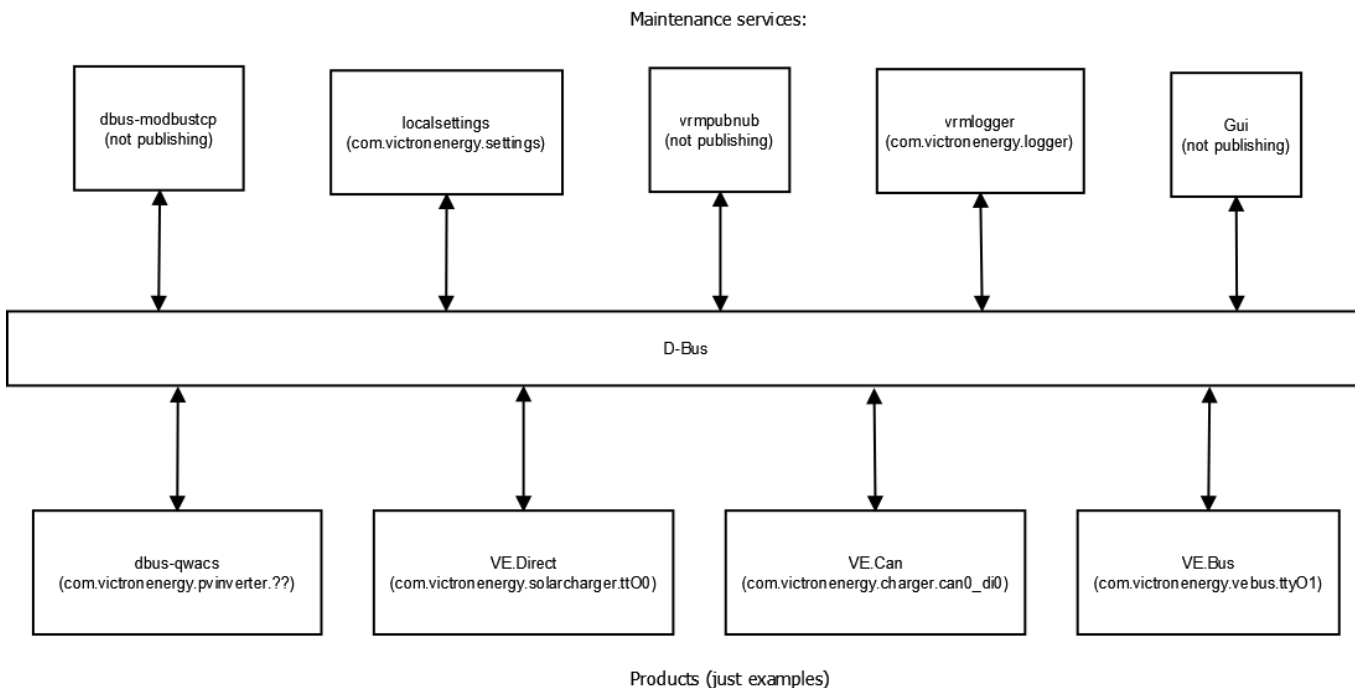 Maintenance services:
dbus-modbustcp
(not publishing)
localsettings
(com.victronenergy.settings)
vrmpubnub
(not publishing)
vrmlogger
(com.victronenergy.logger)
Gui
(not publishing)
D-Bus
dbus-qwacs
(com.victronenergy.pvinverter.??)
VE.Direct
(com.victronenergy.solarcharger.ttO0)
VE.Can
(com.victronenergy.charger.can0_di0)
VE.Bus
(com.victronenergy.vebus.ttyO1)
Products (just examples)